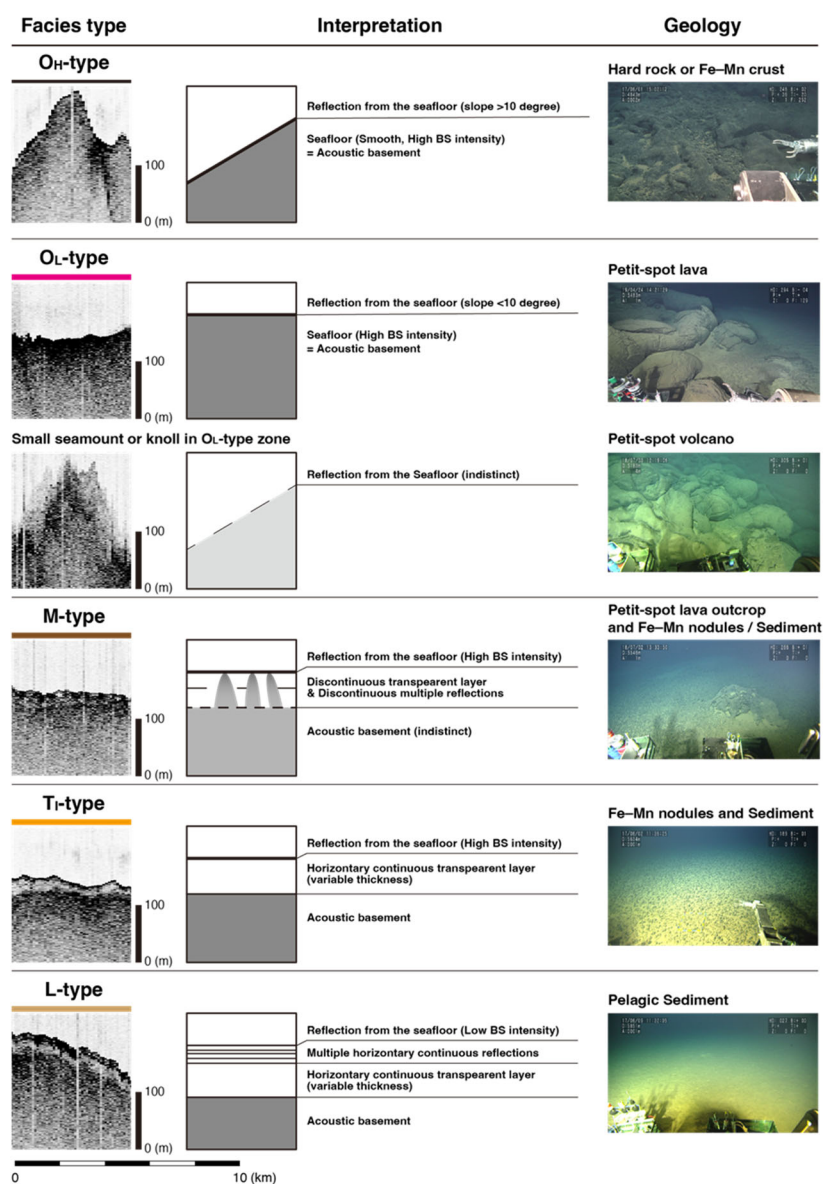 Facies type Interpretation Geology
OH-type
Hard rock or Fe–Mn crust
Reflection from the seafloor (slope >10 degree)
Seafloor (Smooth, High BS intensity)
= Acoustic basement
100
0 (m)
OL-type
Petit-spot lava
Reflection from the seafloor (slope <10 degree)
Seafloor (High BS intensity)
= Acoustic basement
100
0 (m)
Small seamount or knoll in OL-type zone
Petit-spot volcano
Reflection from the Seafloor (indistinct)
100
0 (m)
M-type
Petit-spot lava outcrop
and Fe–Mn nodules / Sediment
Reflection from the seafloor (High BS intensity)
Discontinuous transpearent layer
& Discontinuous multiple reflections
Acoustic basement (indistinct)
100
0 (m)
TI-type
Fe–Mn nodules and Sediment
Reflection from the seafloor (High BS intensity)
Horizontary continuous transpearent layer
(variable thickness)
Acoustic basement
100
0 (m)
L-type
Pelagic Sediment
Reflection from the seafloor (Low BS intensity)
Multiple horizontary continuous reflections
Horizontary continuous transpearent layer
(variable thickness)
Acoustic basement
100
0 (m)
0 10 (km)